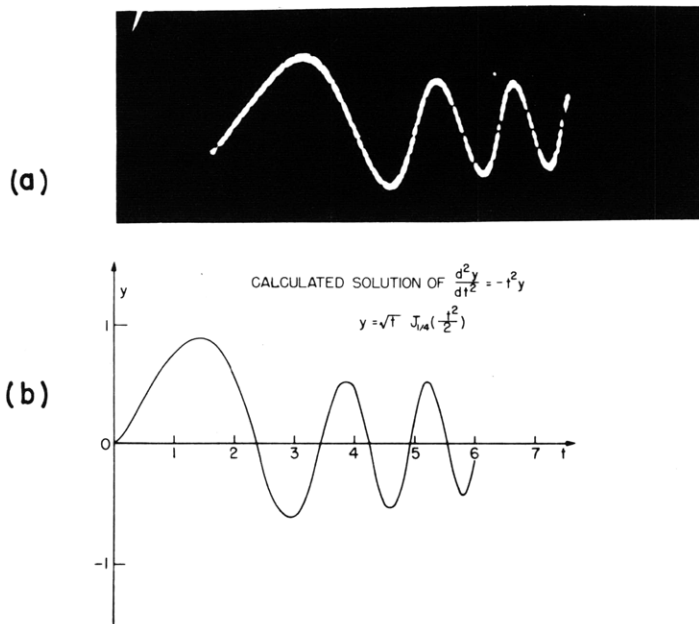 (a)
y
CALCULATED SOLUTION OF d²y/dt² = -t²y
y = √t J₁/₄(t²/2)
1
(b)
0 1 2 3 4 5 6 7 t
-1